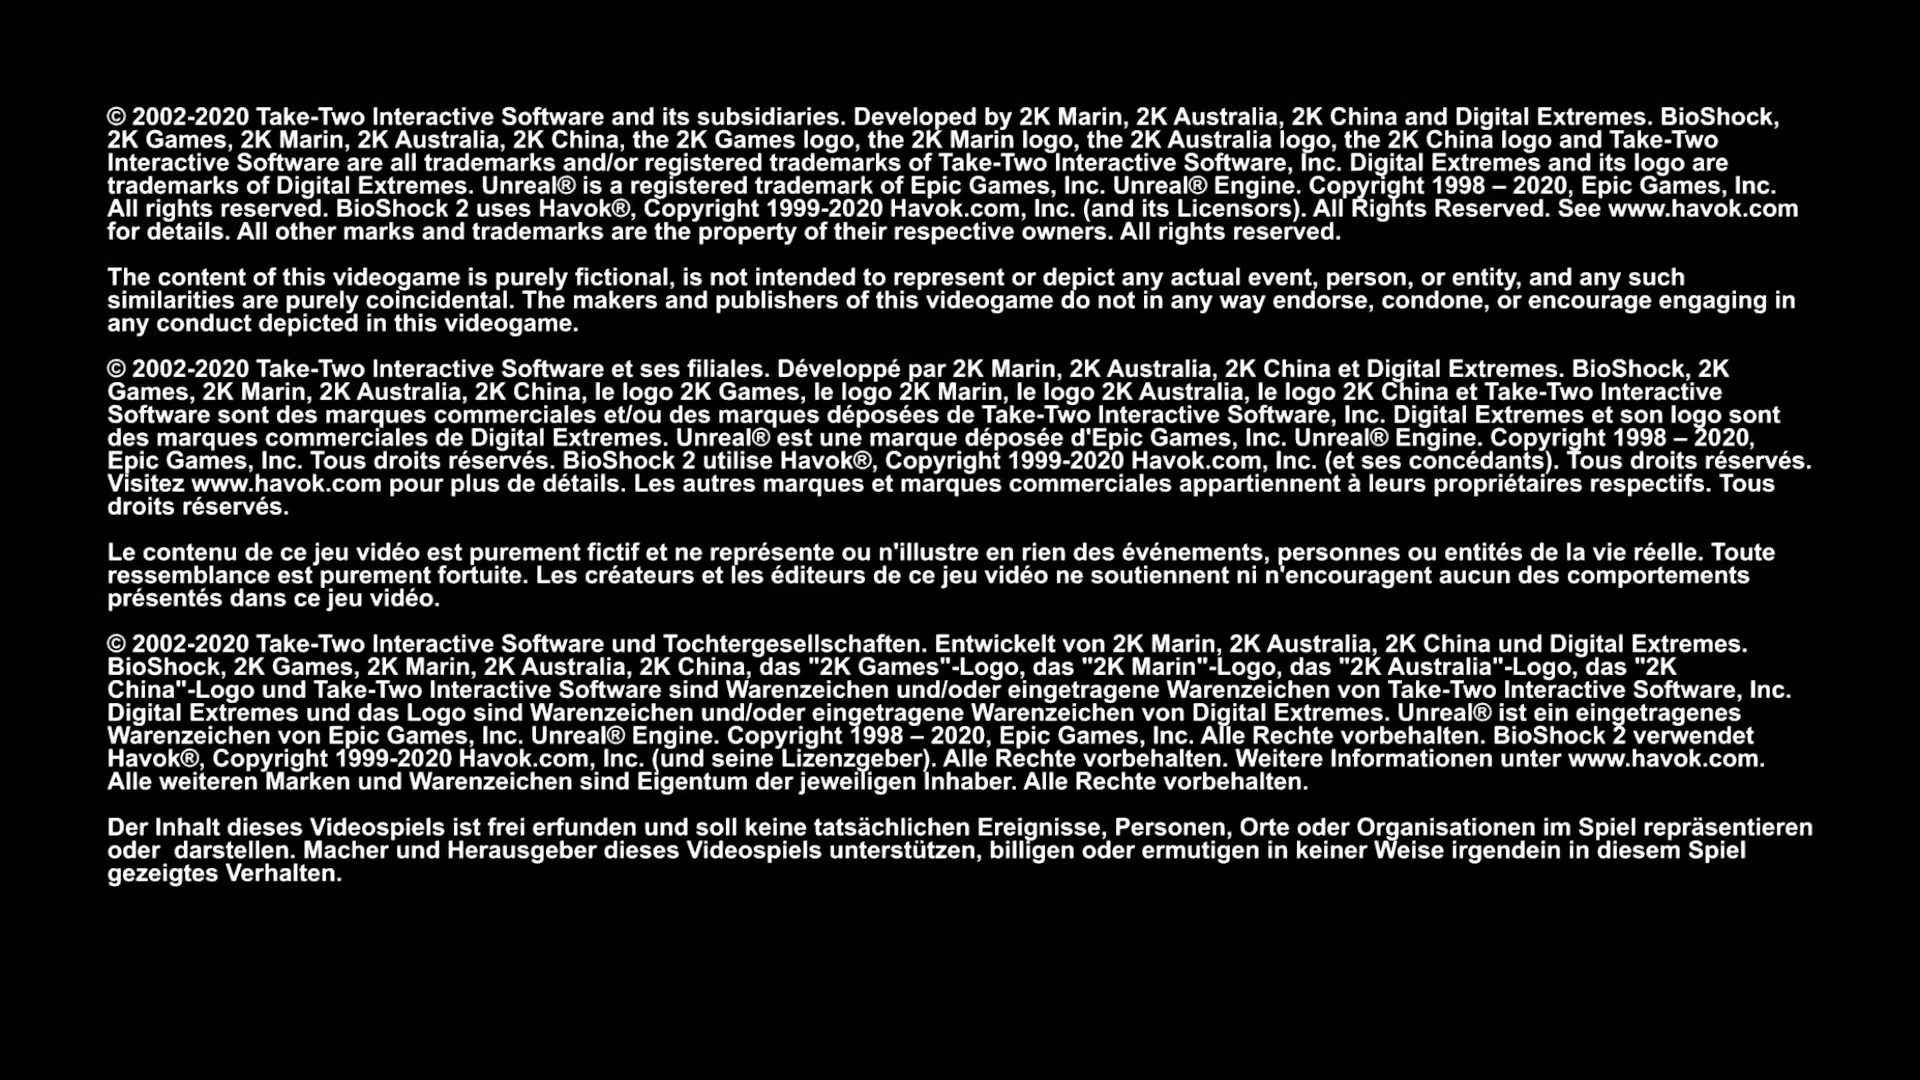 © 2002-2020 Take-Two Interactive Software and its subsidiaries. Developed by 2K Marin, 2K Australia, 2K China and Digital Extremes. BioShock,
2K Games, 2K Marin, 2K Australia, 2K China, the 2K Games logo, the 2K Marin logo, the 2K Australia logo, the 2K China logo and Take-Two
Interactive Software are all trademarks and/or registered trademarks of Take-Two Interactive Software, Inc. Digital Extremes and its logo are
trademarks of Digital Extremes. Unreal® is a registered trademark of Epic Games, Inc. Unreal® Engine. Copyright 1998 – 2020, Epic Games, Inc.
All rights reserved. BioShock 2 uses Havok®, Copyright 1999-2020 Havok.com, Inc. (and its Licensors). All Rights Reserved. See www.havok.com
for details. All other marks and trademarks are the property of their respective owners. All rights reserved.
The content of this videogame is purely fictional, is not intended to represent or depict any actual event, person, or entity, and any such
similarities are purely coincidental. The makers and publishers of this videogame do not in any way endorse, condone, or encourage engaging in
any conduct depicted in this videogame.
© 2002-2020 Take-Two Interactive Software et ses filiales. Développé par 2K Marin, 2K Australia, 2K China et Digital Extremes. BioShock, 2K
Games, 2K Marin, 2K Australia, 2K China, le logo 2K Games, le logo 2K Marin, le logo 2K Australia, le logo 2K China et Take-Two Interactive
Software sont des marques commerciales et/ou des marques déposées de Take-Two Interactive Software, Inc. Digital Extremes et son logo sont
des marques commerciales de Digital Extremes. Unreal® est une marque déposée d'Epic Games, Inc. Unreal® Engine. Copyright 1998 – 2020,
Epic Games, Inc. Tous droits réservés. BioShock 2 utilise Havok®, Copyright 1999-2020 Havok.com, Inc. (et ses concédants). Tous droits réservés.
Visitez www.havok.com pour plus de détails. Les autres marques et marques commerciales appartiennent à leurs propriétaires respectifs. Tous
droits réservés.
Le contenu de ce jeu vidéo est purement fictif et ne représente ou n'illustre en rien des événements, personnes ou entités de la vie réelle. Toute
ressemblance est purement fortuite. Les créateurs et les éditeurs de ce jeu vidéo ne soutiennent ni n'encouragent aucun des comportements
présentés dans ce jeu vidéo.
© 2002-2020 Take-Two Interactive Software und Tochtergesellschaften. Entwickelt von 2K Marin, 2K Australia, 2K China und Digital Extremes.
BioShock, 2K Games, 2K Marin, 2K Australia, 2K China, das "2K Games"-Logo, das "2K Marin"-Logo, das "2K Australia"-Logo, das "2K
China"-Logo und Take-Two Interactive Software sind Warenzeichen und/oder eingetragene Warenzeichen von Take-Two Interactive Software, Inc.
Digital Extremes und das Logo sind Warenzeichen und/oder eingetragene Warenzeichen von Digital Extremes. Unreal® ist ein eingetragenes
Warenzeichen von Epic Games, Inc. Unreal® Engine. Copyright 1998 – 2020, Epic Games, Inc. Alle Rechte vorbehalten. BioShock 2 verwendet
Havok®, Copyright 1999-2020 Havok.com, Inc. (und seine Lizenzgeber). Alle Rechte vorbehalten. Weitere Informationen unter www.havok.com.
Alle weiteren Marken und Warenzeichen sind Eigentum der jeweiligen Inhaber. Alle Rechte vorbehalten.
Der Inhalt dieses Videospiels ist frei erfunden und soll keine tatsächlichen Ereignisse, Personen, Orte oder Organisationen im Spiel repräsentieren
oder  darstellen. Macher und Herausgeber dieses Videospiels unterstützen, billigen oder ermutigen in keiner Weise irgendein in diesem Spiel
gezeigtes Verhalten.